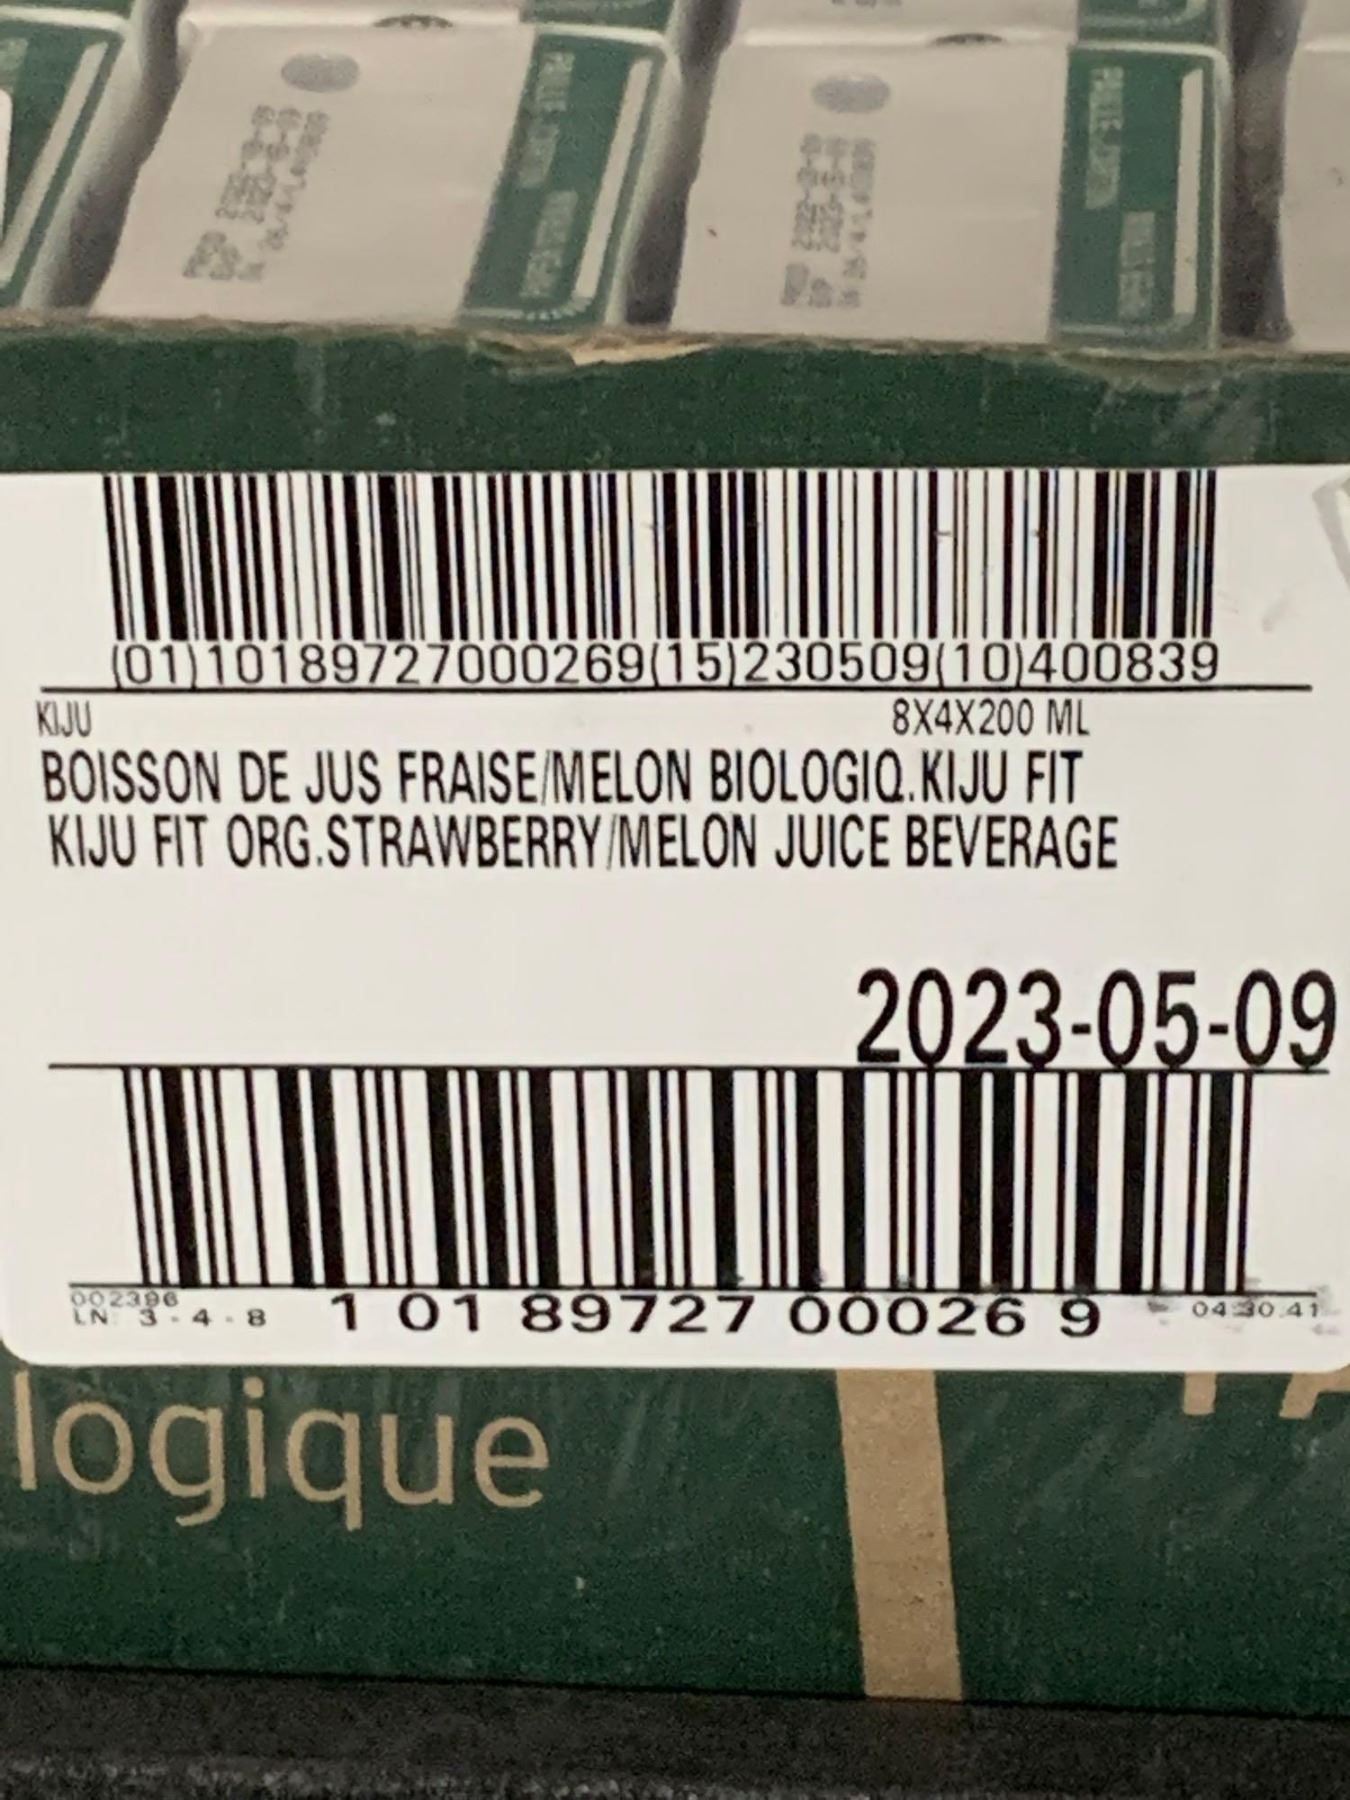 (01)10189727000269(15)230509(10)400839
KIJU 8X4X200 ML
BOISSON DE JUS FRAISE/MELON BIOLOGIQ.KIJU FIT
KIJU FIT ORG.STRAWBERRY/MELON JUICE BEVERAGE
2023-05-09
002396
LN: 3-4-8
1 01 89727 00026 9
04:30:41
logique